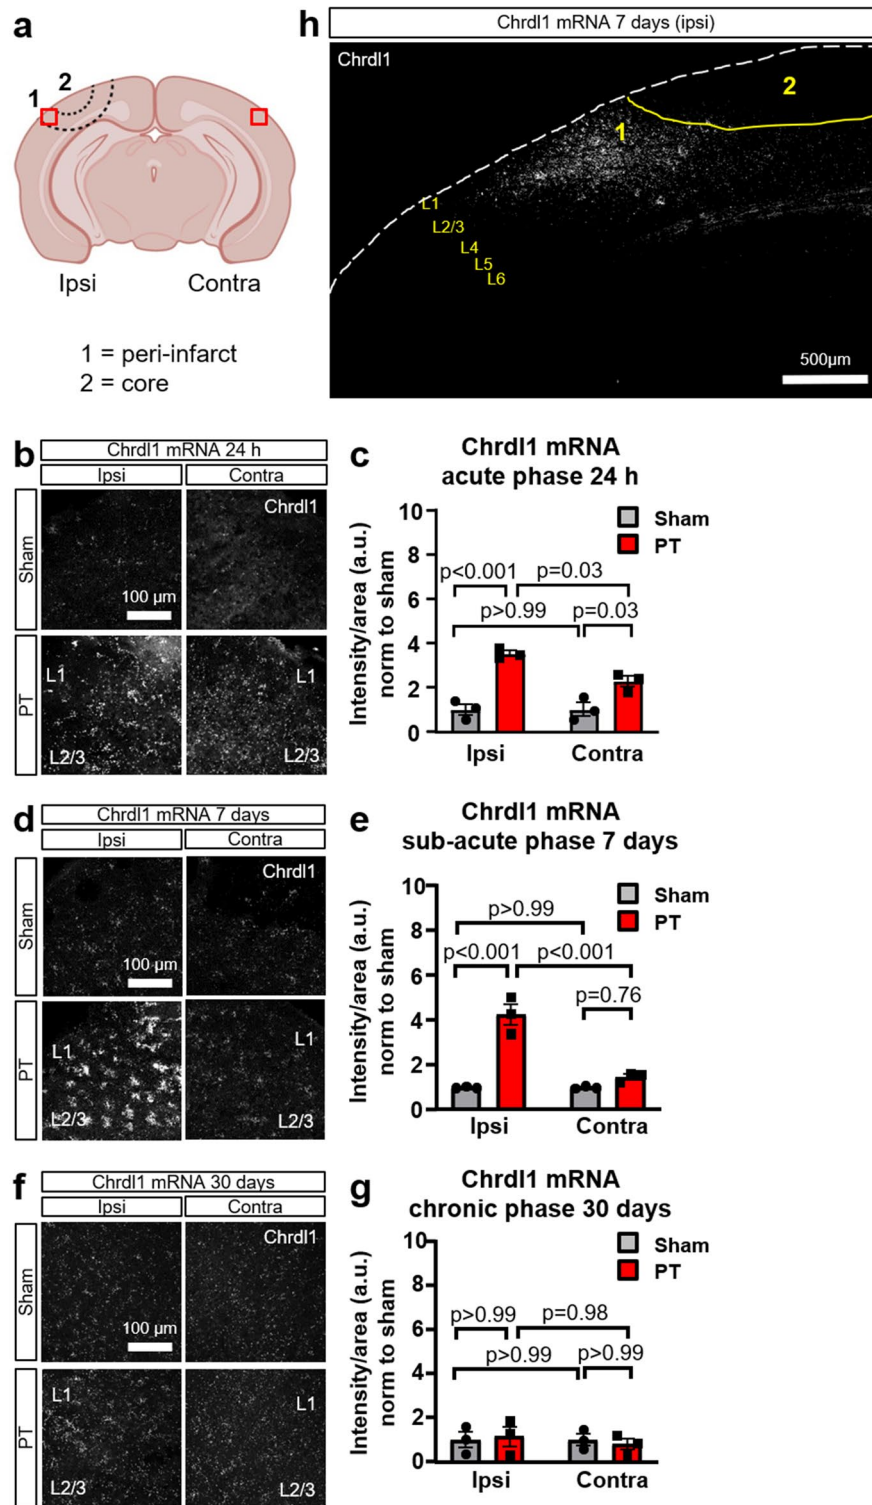 a
1
2
Ipsi
Contra
1 = peri-infarct
2 = core
h
Chrdl1 mRNA 7 days (ipsi)
Chrdl1
2
1
L1
L2/3
L4
L5
L6
500µm
b
Chrdl1 mRNA 24 h
Ipsi
Contra
Sham
Chrdl1
100 µm
PT
L1
L1
L2/3
L2/3
c
Chrdl1 mRNA
acute phase 24 h
Intensity/area (a.u.)
norm to sham
10
8
6
4
2
0
Sham
PT
p<0.001
p=0.03
p>0.99
p=0.03
Ipsi
Contra
d
Chrdl1 mRNA 7 days
Ipsi
Contra
Sham
Chrdl1
100 µm
PT
L1
L1
L2/3
L2/3
e
Chrdl1 mRNA
sub-acute phase 7 days
Intensity/area (a.u.)
norm to sham
10
8
6
4
2
0
Sham
PT
p>0.99
p<0.001
p<0.001
p=0.76
Ipsi
Contra
f
Chrdl1 mRNA 30 days
Ipsi
Contra
Sham
Chrdl1
100 µm
PT
L1
L1
L2/3
L2/3
g
Chrdl1 mRNA
chronic phase 30 days
Intensity/area (a.u.)
norm to sham
10
8
6
4
2
0
Sham
PT
p>0.99
p=0.98
p>0.99
p>0.99
Ipsi
Contra